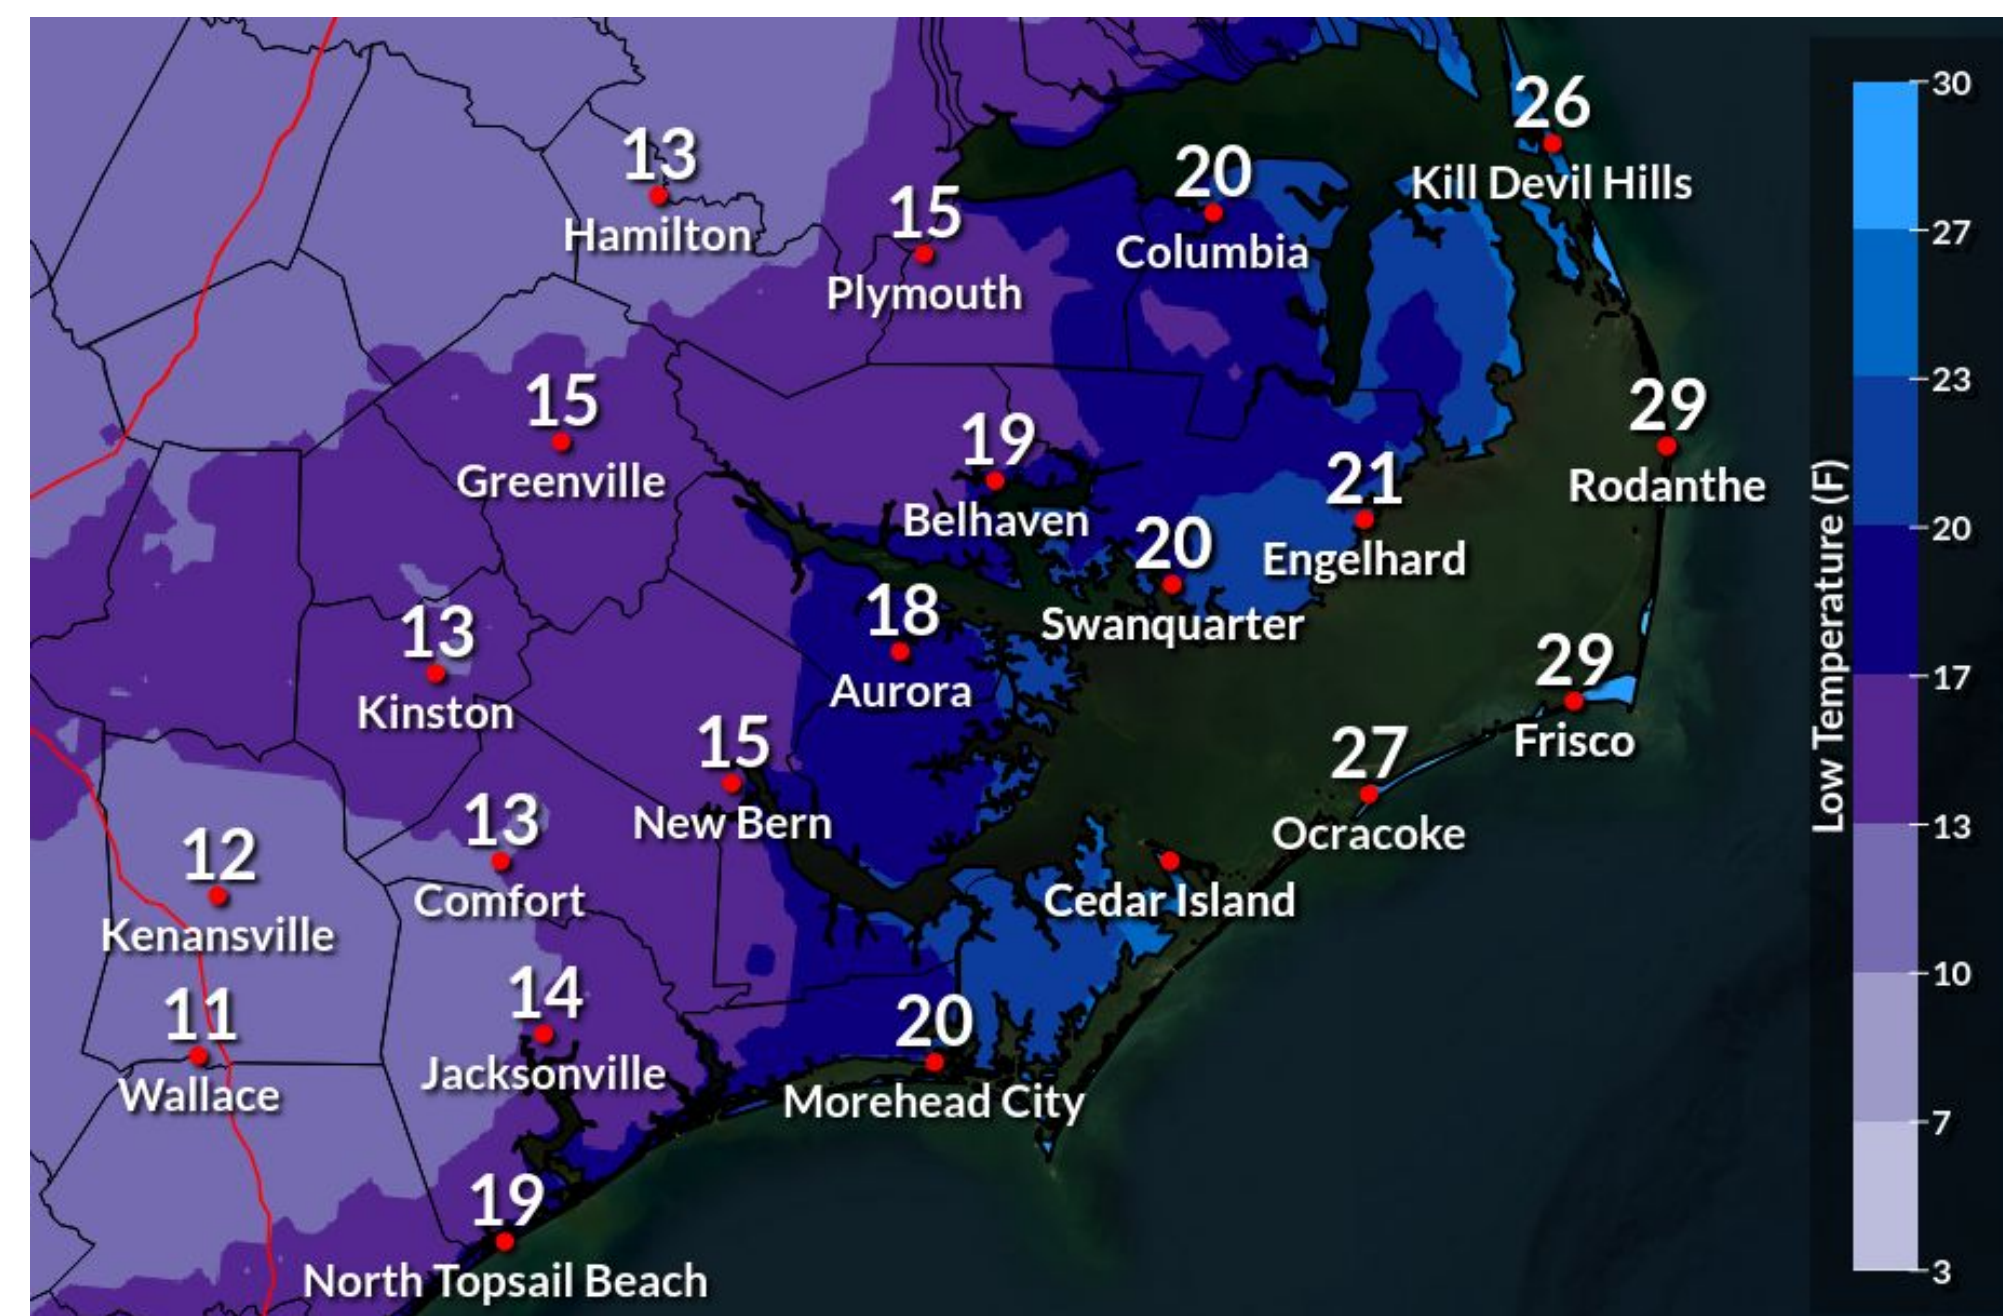 26
Kill Devil Hills
13
Hamilton
20
Columbia
15
Plymouth
15
Greenville
29
Rodanthe
19
Belhaven
21
Engelhard
20
Swanquarter
18
Aurora
13
Kinston
29
Frisco
15
New Bern
27
Ocracoke
13
Comfort
12
Kenansville
Cedar Island
14
Jacksonville
11
Wallace
20
Morehead City
19
North Topsail Beach
Low Temperature (F)
30
27
23
20
17
13
10
7
3